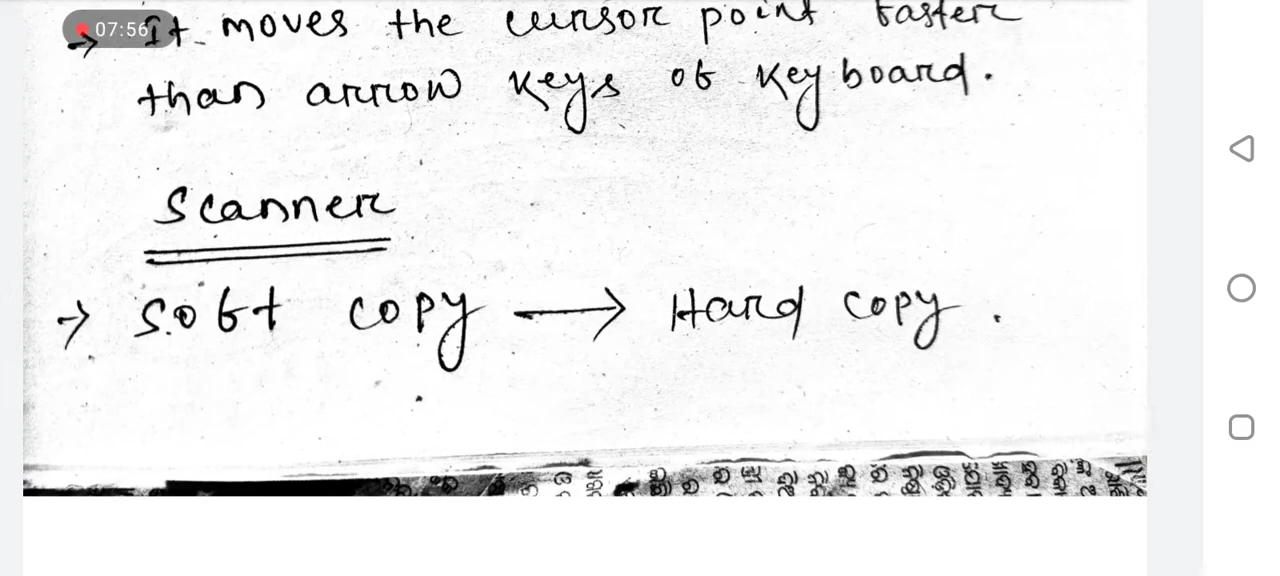 07:56
→ It moves the cursor point faster
than arrow keys of keyboard.
Scanner
→ Soft copy → Hard copy.